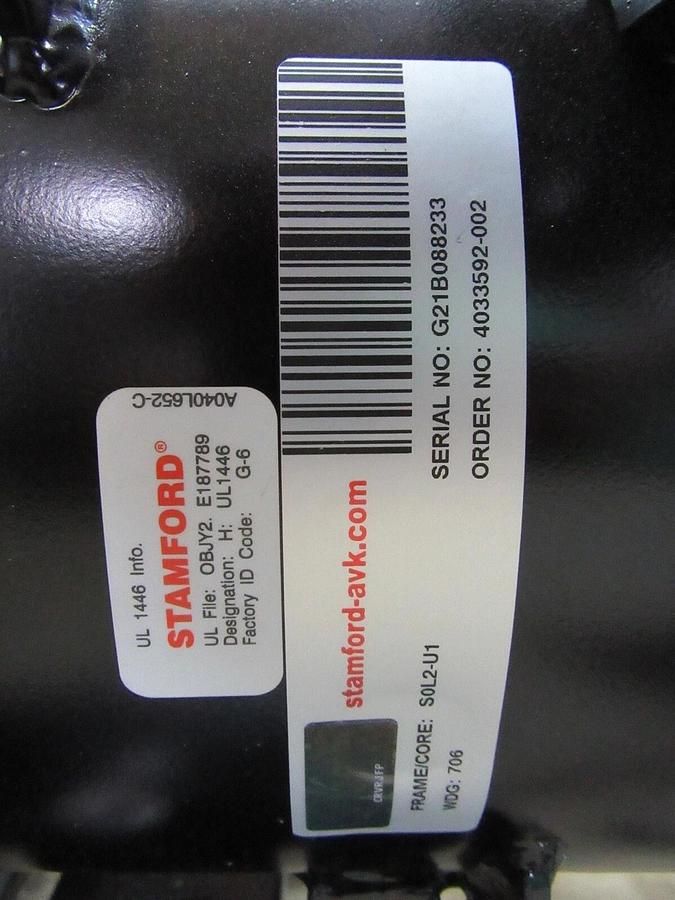 UL 1446 Info.
STAMFORD®
UL File: OBJY2. E187789
Designation: H: UL1446
Factory ID Code: G-6
A040L652-C
stamford-avk.com
SERIAL NO: G21B088233
ORDER NO: 4033592-002
CRVRJFP
FRAME/CORE: S0L2-U1
WDG: 706